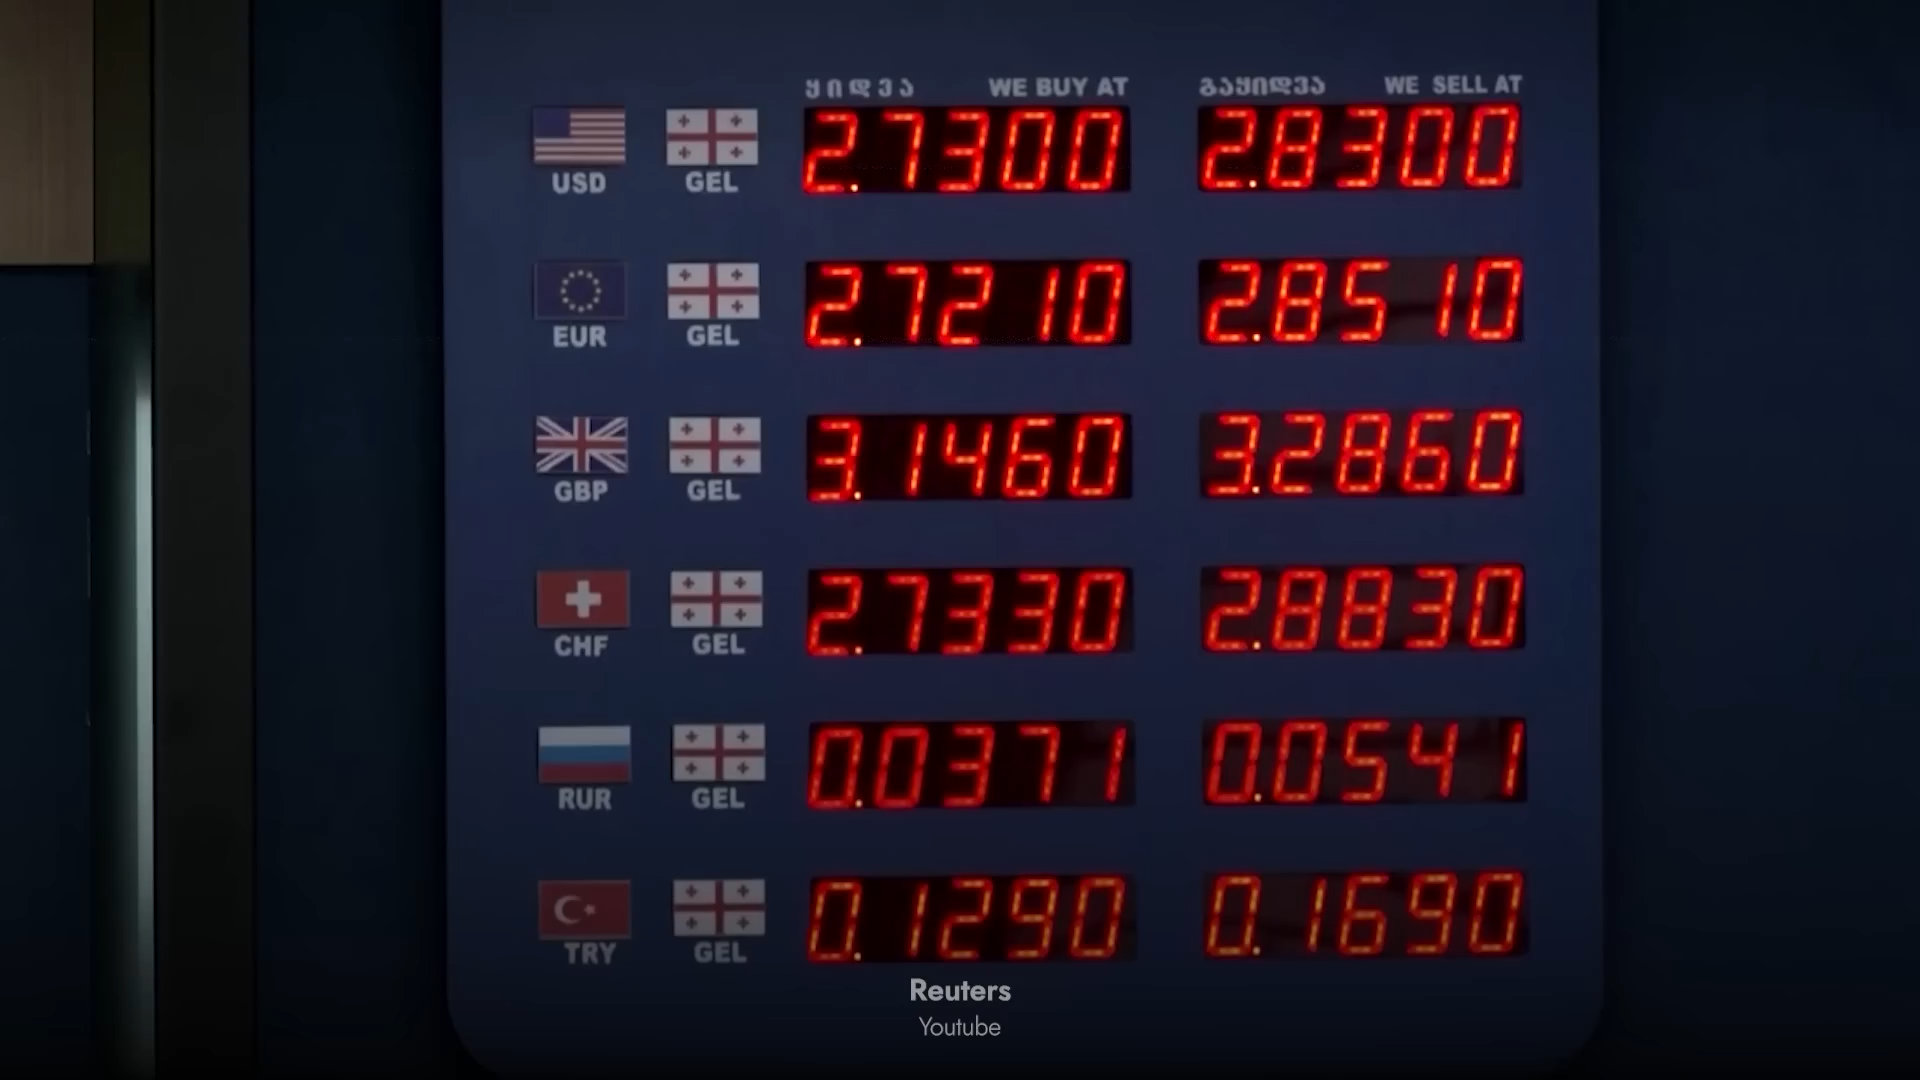 ყიდვა WE BUY AT გაყიდვა WE SELL AT
USD GEL 2.7300 2.8300
EUR GEL 2.7210 2.8510
GBP GEL 3.1460 3.2860
CHF GEL 2.7330 2.8830
RUR GEL 0.0371 0.0541
TRY GEL 0.1290 0.1690
Reuters
Youtube